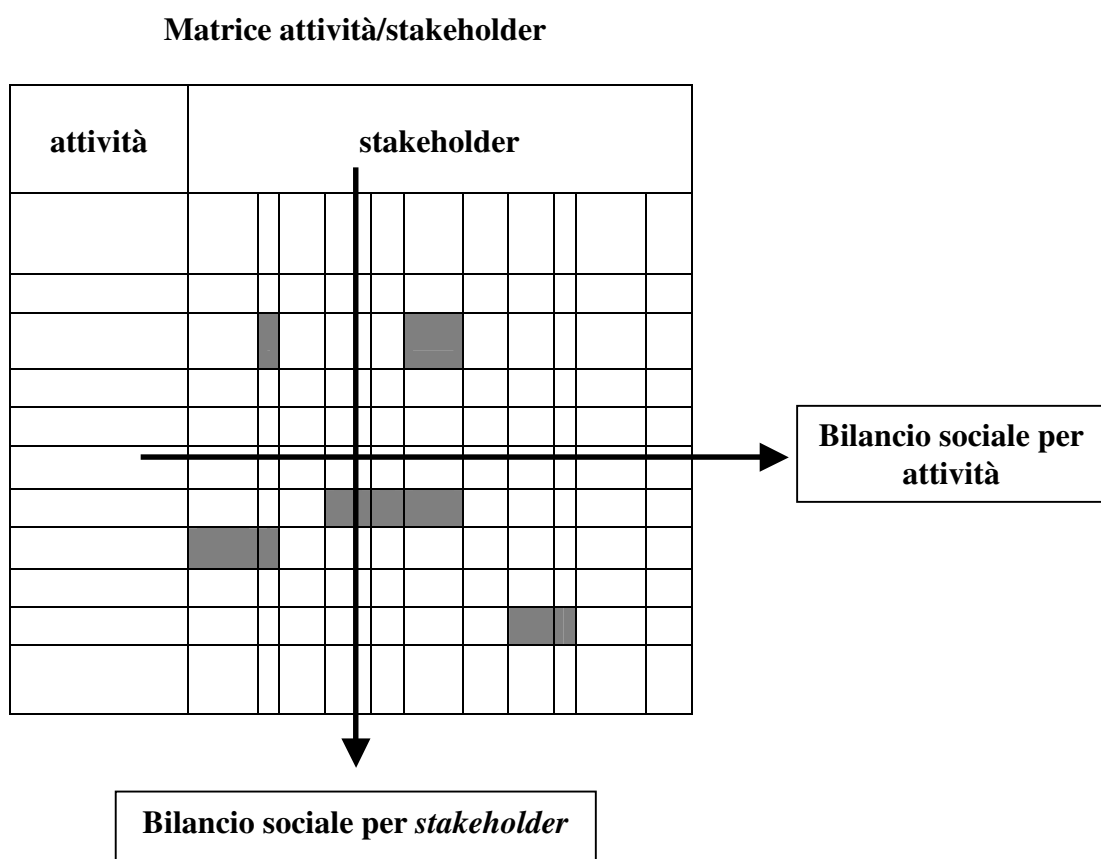 Matrice attività/stakeholder
attività
stakeholder
Bilancio sociale per
attività
Bilancio sociale per stakeholder